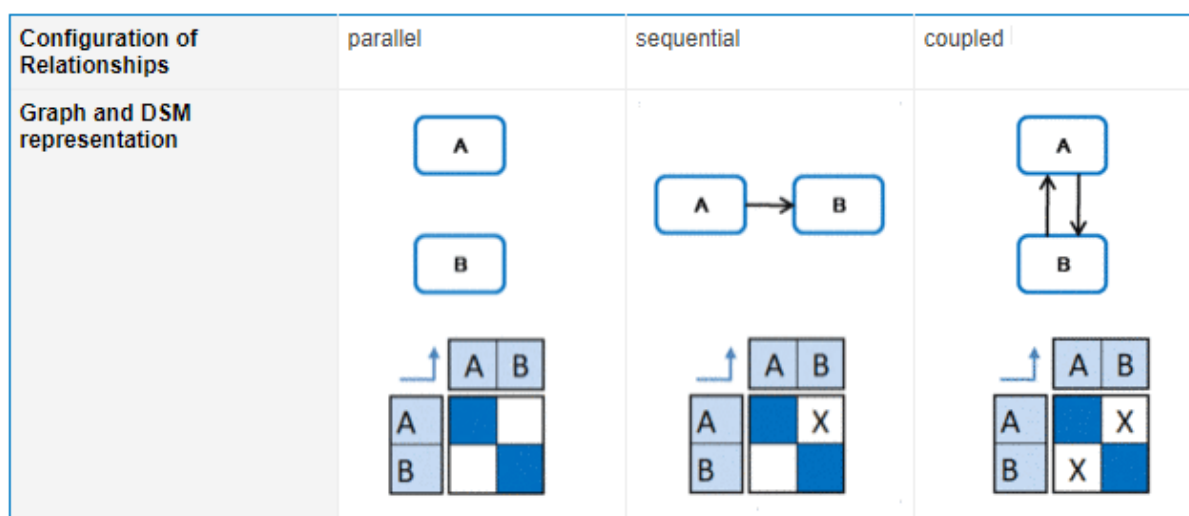 Configuration of
Relationships
parallel
sequential
coupled
Graph and DSM
representation
A
B
A B
A
B
A B
A B
A X
B
A
B
A B
A X
B X